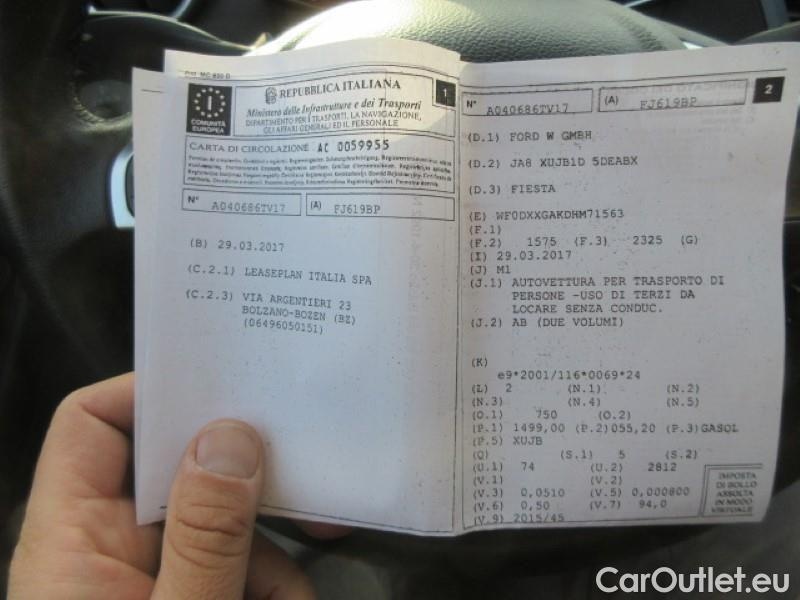 MC 820 D
REPUBBLICA ITALIANA
Ministero delle Infrastrutture e dei Trasporti
DIPARTIMENTO PER I TRASPORTI, LA NAVIGAZIONE,
GLI AFFARI GENERALI ED IL PERSONALE
I
COMUNITÀ
EUROPEA
1
CARTA DI CIRCOLAZIONE AC 0059955
N° A040686TV17 (A) FJ619BP
(B) 29.03.2017
(C.2.1) LEASEPLAN ITALIA SPA
(C.2.3) VIA ARGENTIERI 23
BOLZANO-BOZEN (BZ)
(06496050151)
2
N° A040686TV17 (A) FJ619BP
(D.1) FORD W GMBH
(D.2) JA8 XUJB1D 5DEABX
(D.3) FIESTA
(E) WF0DXXGAKDHM71563
(F.1)
(F.2) 1575 (F.3) 2325 (G)
(I) 29.03.2017
(J) M1
(J.1) AUTOVETTURA PER TRASPORTO DI
PERSONE -USO DI TERZI DA
LOCARE SENZA CONDUC.
(J.2) AB (DUE VOLUMI)
(K)
e9*2001/116*0069*24
(L) 2 (N.1) (N.2)
(N.3) (N.4) (N.5)
(O.1) 750 (O.2)
(P.1) 1499,00 (P.2) 055,20 (P.3) GASOL
(P.5) XUJB
(Q) (S.1) 5 (S.2)
(U.1) 74 (U.2) 2812
(V.1) (V.2)
(V.3) 0,0510 (V.5) 0,000800
(V.6) 0,50 (V.7) 94,0
(V.9) 2015/45
IMPOSTA
DI BOLLO
ASSOLTA
IN MODO
VIRTUALE
CarOutlet.eu